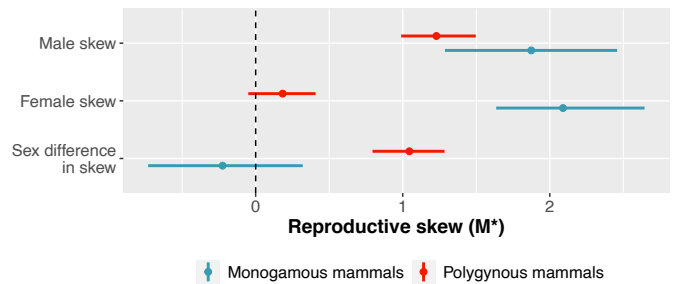 Male skew
Female skew
Sex difference
in skew
0 1 2
Reproductive skew (M*)
Monogamous mammals Polygynous mammals